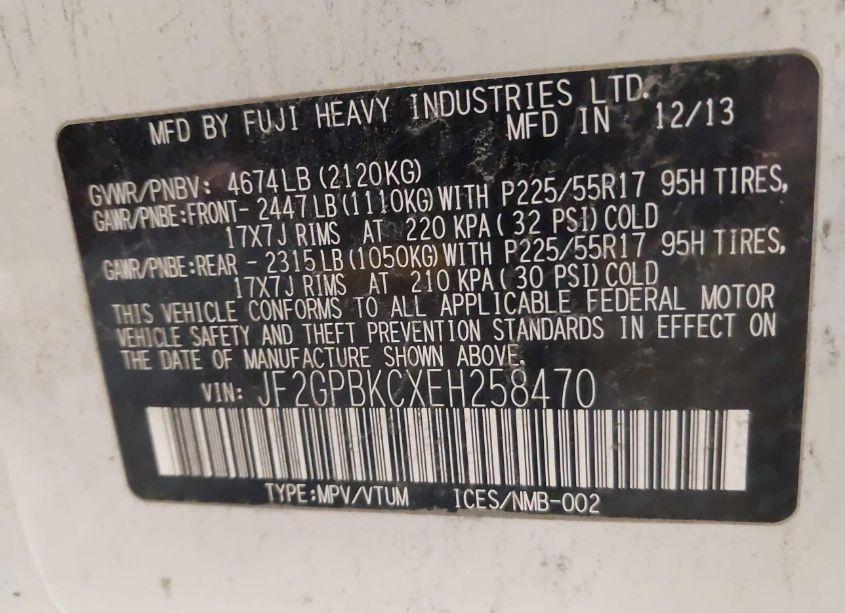 MFD BY FUJI HEAVY INDUSTRIES LTD.
MFD IN 12/13
GVWR/PNBV: 4674LB (2120KG)
GAWR/PNBE:FRONT- 2447LB(1110KG)WITH P225/55R17 95H TIRES,
17X7J RIMS AT 220 KPA( 32 PSI)COLD
GAWR/PNBE:REAR - 2315LB(1050KG)WITH P225/55R17 95H TIRES,
17X7J RIMS AT 210 KPA( 30 PSI)COLD
THIS VEHICLE CONFORMS TO ALL APPLICABLE FEDERAL MOTOR
VEHICLE SAFETY AND THEFT PREVENTION STANDARDS IN EFFECT ON
THE DATE OF MANUFACTURE SHOWN ABOVE.
VIN: JF2GPBKCXEH258470
TYPE:MPV/VTUM ICES/NMB-002